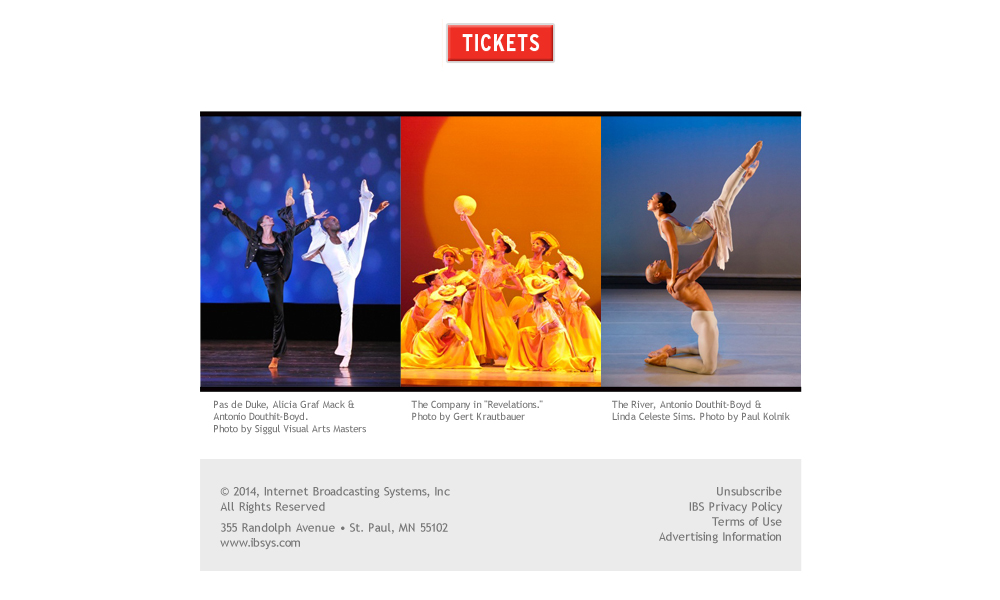 TICKETS
Pas de Duke, Alicia Graf Mack &
Antonio Douthit-Boyd.
Photo by Siggul Visual Arts Masters
The Company in "Revelations."
Photo by Gert Krautbauer
The River, Antonio Douthit-Boyd &
Linda Celeste Sims. Photo by Paul Kolnik
© 2014, Internet Broadcasting Systems, Inc
All Rights Reserved
355 Randolph Avenue • St. Paul, MN 55102
www.ibsys.com
Unsubscribe
IBS Privacy Policy
Terms of Use
Advertising Information